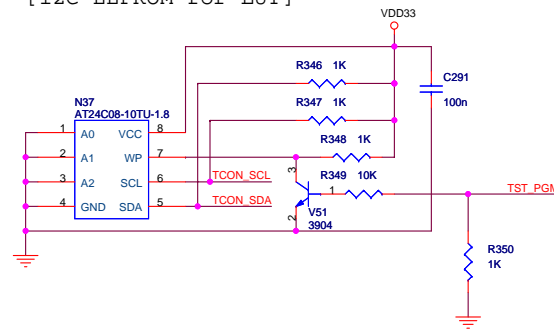 [I2C EEPROM FOR LUT]
VDD33
R346 1K
C291
100n
R347 1K
N37
AT24C08-10TU-1.8
R348 1K
1 A0 VCC 8
2 A1 WP 7
3 A2 SCL 6
4 GND SDA 5
TCON_SCL
TCON_SDA
R349 10K
3
1
2
V51
3904
TST_PGM
R350
1K